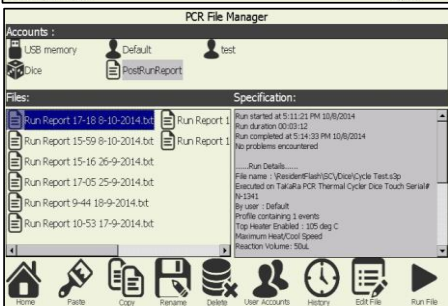 PCR File Manager
Accounts :
USB memory
Default
test
Dice
PostRunReport
Files:
Run Report 17-18 8-10-2014.txt
Run Report 1
Run Report 15-59 8-10-2014.txt
Run Report 1
Run Report 15-16 26-9-2014.txt
Run Report 17-05 25-9-2014.txt
Run Report 9-44 18-9-2014.txt
Run Report 10-53 17-9-2014.txt
Specification:
Run started at 5:11:21 PM 10/8/2014
Run duration 00:03:12
Run completed at 5:14:33 PM 10/8/2014
No problems encountered
......Run Details......
File name : \ResidentFlash\SC\/Dice\Cycle Test.s3p
Executed on TaKaRa PCR Thermal Cycler Dice Touch Serial#
N-1341
By user : Default
Profile containing 1 events
Top Heater Enabled : 105 deg C
Maximum Heat/Cool Speed
Reaction Volume: 50uL
Home
Paste
Copy
Rename
Delete
User Accounts
History
Edit File
Run File